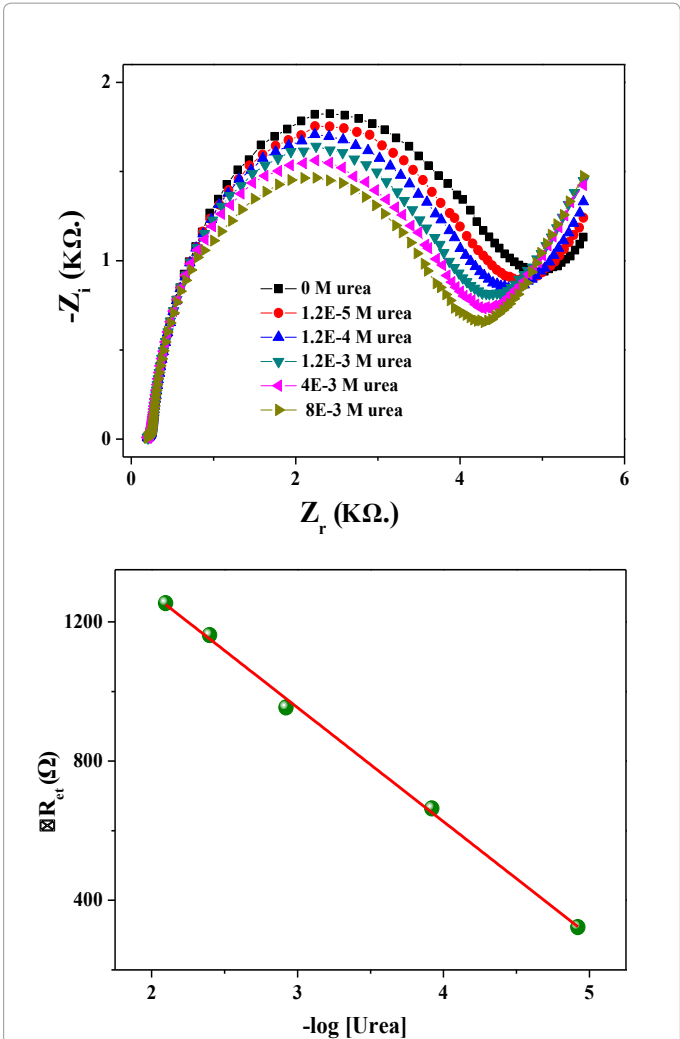 2
1
0
-Z_i (KΩ.)
0 M urea
1.2E-5 M urea
1.2E-4 M urea
1.2E-3 M urea
4E-3 M urea
8E-3 M urea
0 2 4 6
Z_r (KΩ.)
1200
800
400
R_et (Ω)
2 3 4 5
-log [Urea]